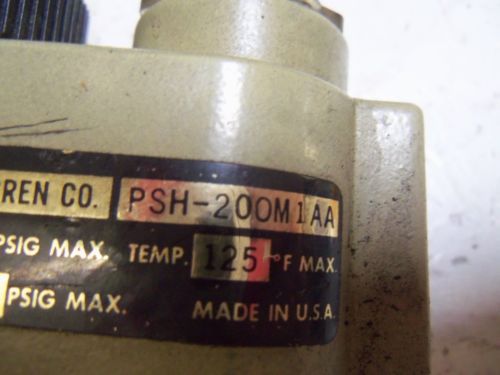 REN CO. PSH-200M1AA
PSIG MAX. TEMP. 125 °F MAX.
PSIG MAX. MADE IN U.S.A.